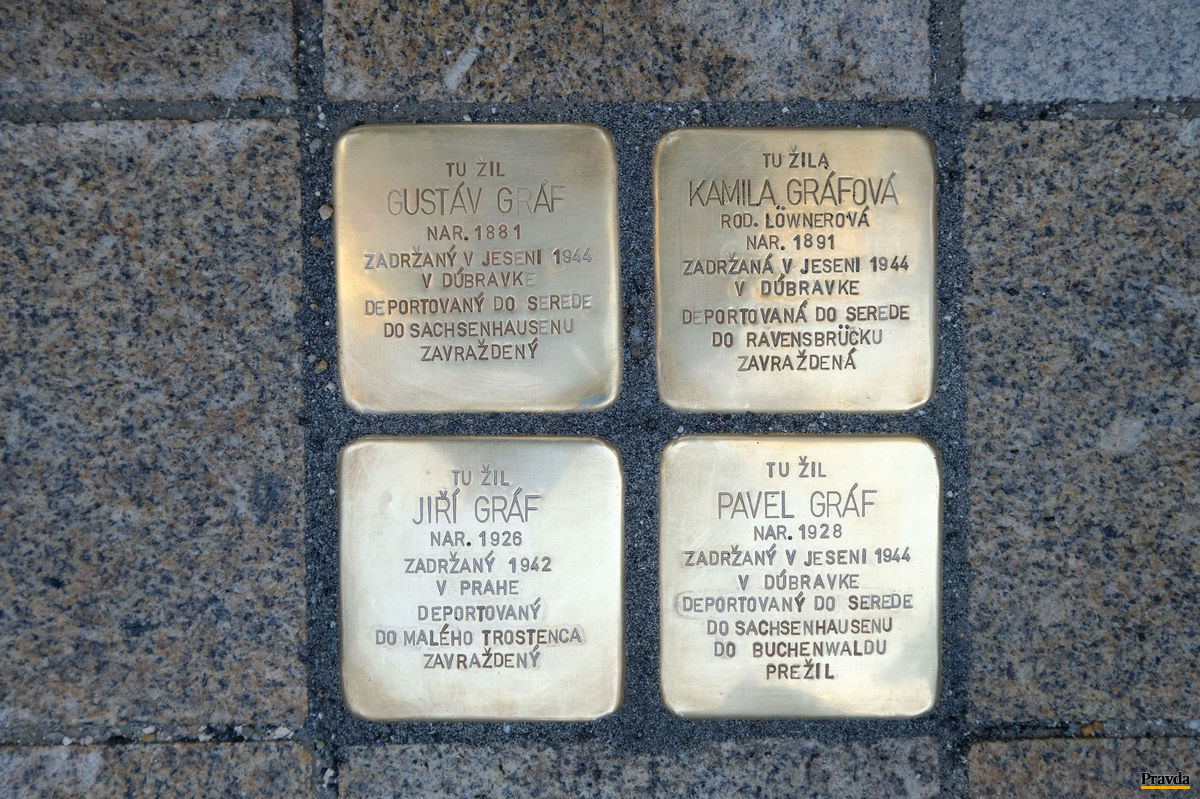 TU ŽIL
GUSTÁV GRÁF
NAR. 1881
ZADRŽANÝ V JESENI 1944
V DÚBRAVKE
DEPORTOVANÝ DO SEREDE
DO SACHSENHAUSENU
ZAVRAŽDENÝ
TU ŽILA
KAMILA GRÁFOVÁ
ROD. LÖWNEROVÁ
NAR. 1891
ZADRŽANÁ V JESENI 1944
V DÚBRAVKE
DEPORTOVANÁ DO SEREDE
DO RAVENSBRÜCKU
ZAVRAŽDENÁ
TU ŽIL
JIŘÍ GRÁF
NAR. 1926
ZADRŽANÝ 1942
V PRAHE
DEPORTOVANÝ
DO MALÉHO TROSTENCA
ZAVRAŽDENÝ
TU ŽIL
PAVEL GRÁF
NAR. 1928
ZADRŽANÝ V JESENI 1944
V DÚBRAVKE
DEPORTOVANÝ DO SEREDE
DO SACHSENHAUSENU
DO BUCHENWALDU
PREŽIL
Pravda